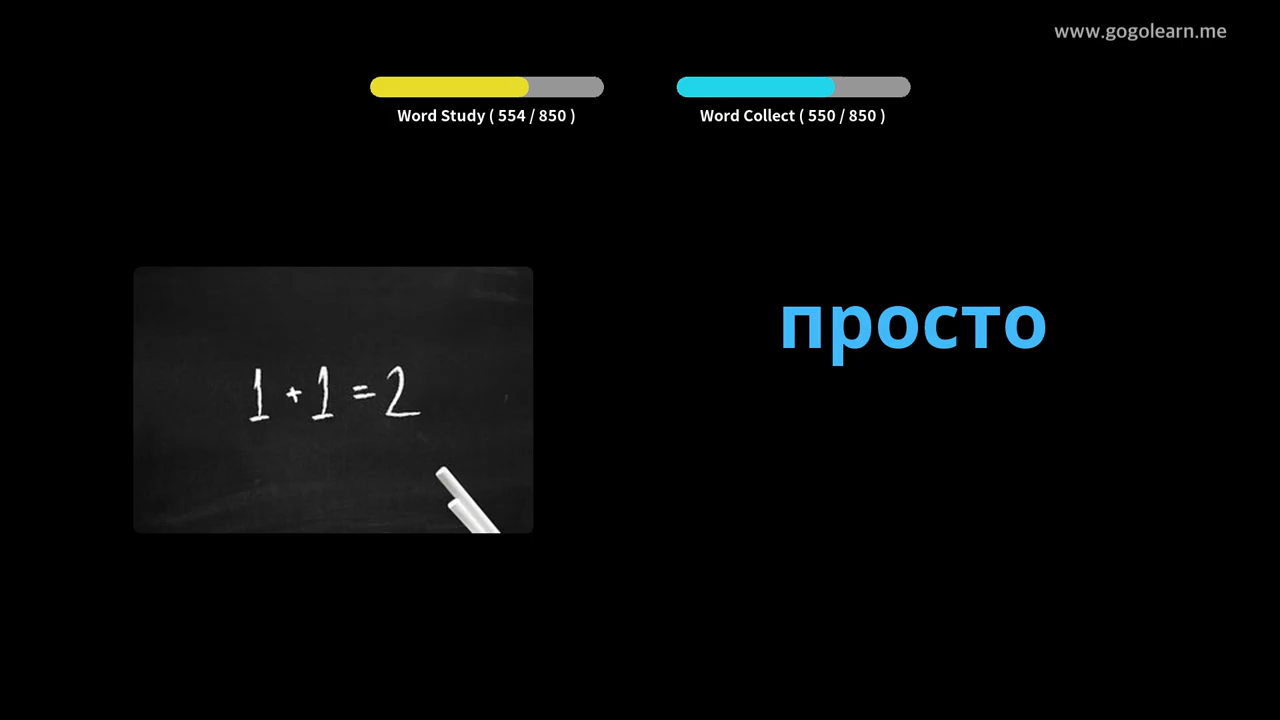 www.gogolearn.me
Word Study ( 554 / 850 )
Word Collect ( 550 / 850 )
1 + 1 = 2
просто